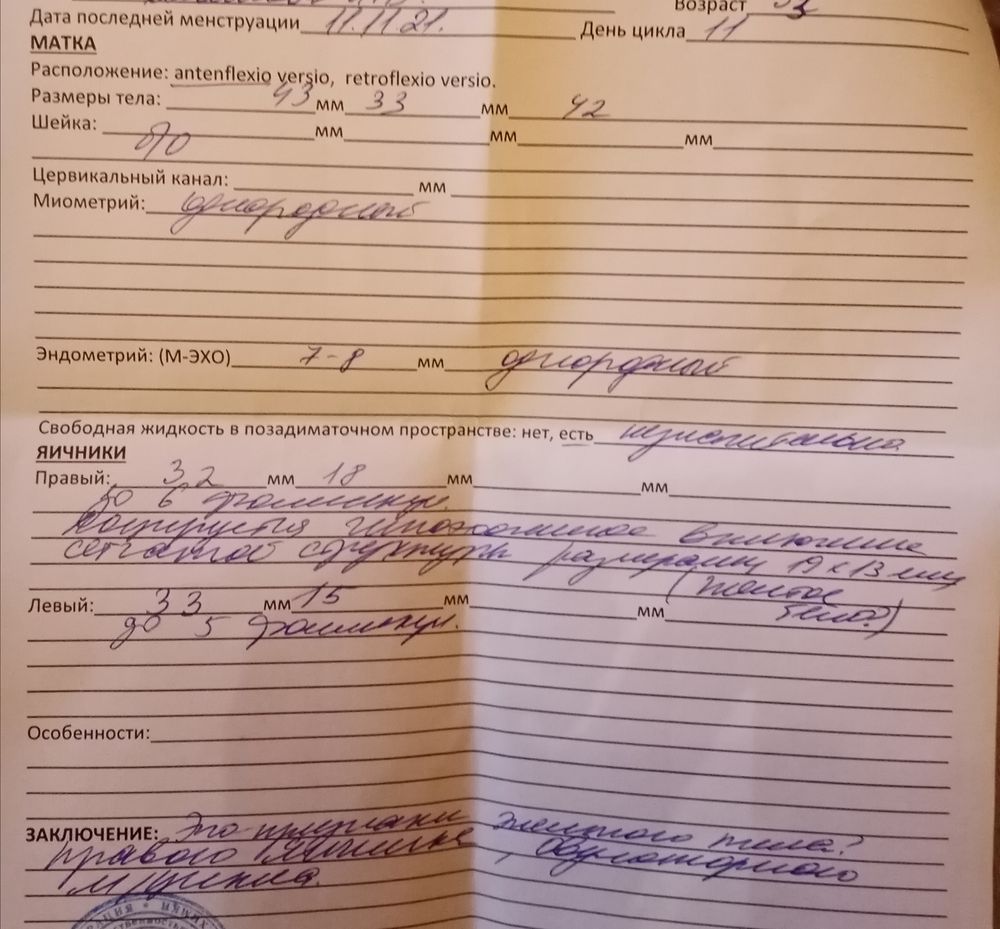 Возраст
Дата последней менструации 11.11.21. День цикла 11
МАТКА
Расположение: antenflexio versio, retroflexio versio.
Размеры тела: 43 мм 33 мм 42
Шейка: б/о мм мм мм
Цервикальный канал: мм
Миометрий: однородный
Эндометрий: (М-ЭХО) 7-8 мм однородный
Свободная жидкость в позадиматочном пространстве: нет, есть незначительно
ЯИЧНИКИ
Правый: 32 мм 18 мм мм
до 6 фолликул.
лоцируется гипоэхогенное включение
сетчатой структуры размерами 19 х 13 мм
(желтое
Левый: 33 мм 15 мм мм тело?)
до 5 фолликул.
Особенности:
ЗАКЛЮЧЕНИЕ: Эхо признаки желтого тела?
правого яичника, овуляторного
м/цикла.